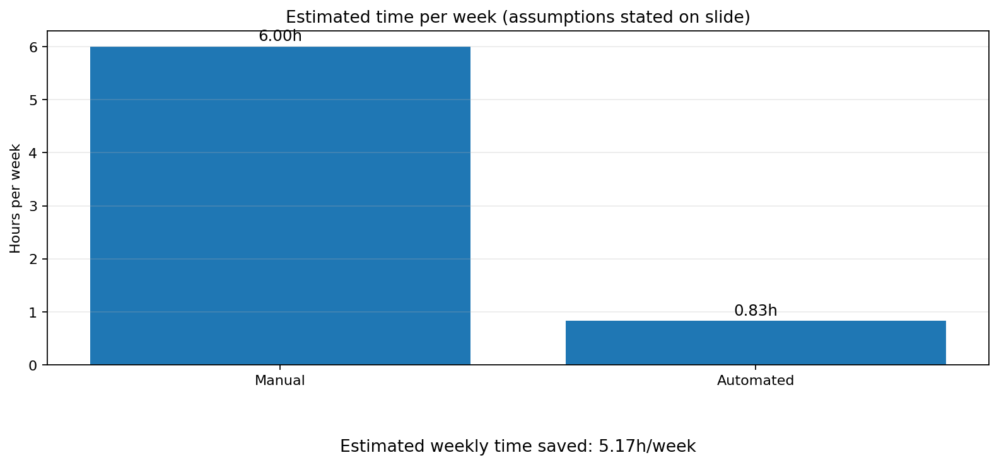 Estimated time per week (assumptions stated on slide)
6.00h
6
5
4
3
2
1
0
Hours per week
0.83h
Manual
Automated
Estimated weekly time saved: 5.17h/week